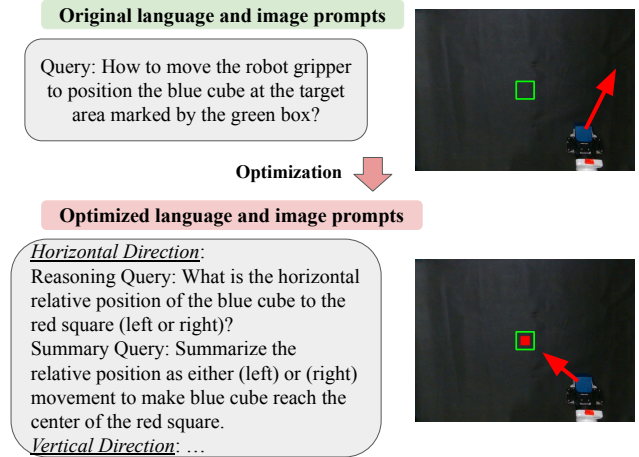 Original language and image prompts
Query: How to move the robot gripper
to position the blue cube at the target
area marked by the green box?
Optimization
Optimized language and image prompts
Horizontal Direction:
Reasoning Query: What is the horizontal
relative position of the blue cube to the
red square (left or right)?
Summary Query: Summarize the
relative position as either (left) or (right)
movement to make blue cube reach the
center of the red square.
Vertical Direction: …